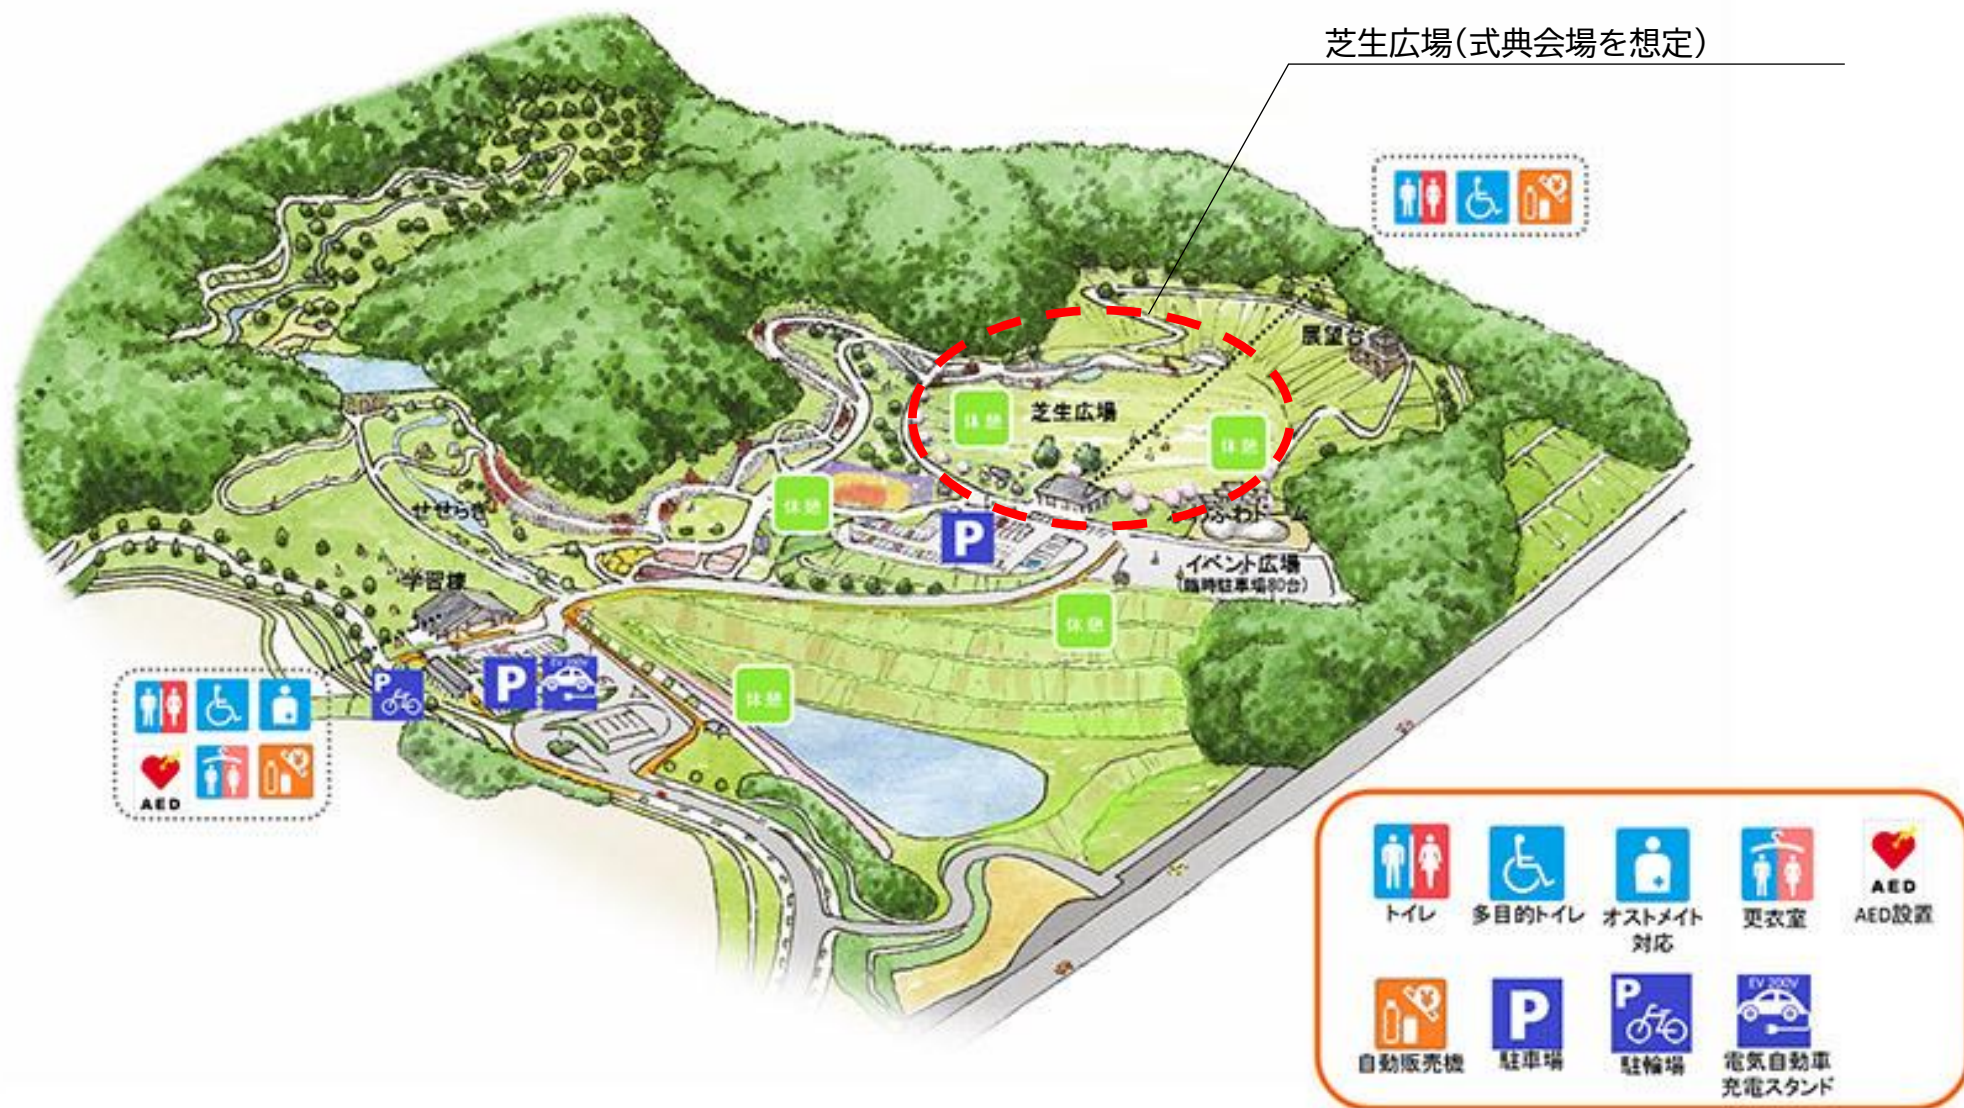 芝生広場(式典会場を想定)
展望台
休憩
芝生広場
休憩
せせらぎ
休憩
P
ふわドーム
イベント広場
(臨時駐車場80台)
学習棟
休憩
P
P
EV 200V
休憩
AED
トイレ
多目的トイレ
オストメイト
対応
更衣室
AED
AED設置
自動販売機
P
駐車場
P
駐輪場
EV 200V
電気自動車
充電スタンド